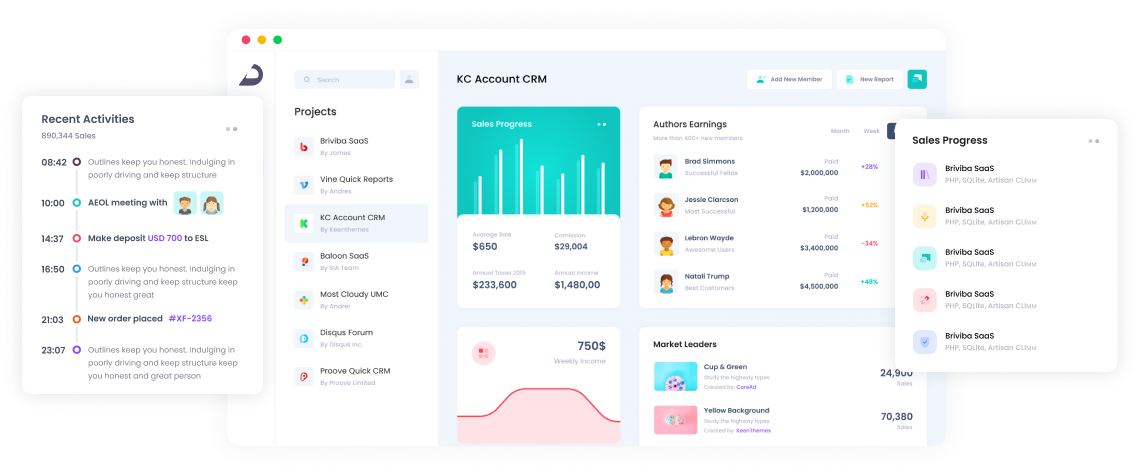 Recent Activities
890,344 Sales
08:42
Outlines keep you honest. Indulging in
poorly driving and keep structure
10:00
AEOL meeting with
14:37
Make deposit USD 700 to ESL
16:50
Outlines keep you honest. Indulging in
poorly driving and keep structure keep
you honest great
21:03
New order placed #XF-2356
23:07
Outlines keep you honest. Indulging in
poorly driving and keep structure keep
you honest and great person
Search
Projects
Briviba SaaS
By James
Vine Quick Reports
By Andres
KC Account CRM
By Keenthemes
Baloon SaaS
By SIA Team
Most Cloudy UMC
By Andrei
Disqus Forum
By Disqus Inc.
Proove Quick CRM
By Proove Limited
KC Account CRM
Add New Member
New Report
Sales Progress
Average Sale
$650
Comission
$29,004
Annual Taxes 2019
$233,600
Annual Income
$1,480,00
Authors Earnings
More than 400+ new members
Month
Week
Brad Simmons
Successful Fellas
Paid
$2,000,000
+28%
Jessie Clarcson
Most Successful
Paid
$1,200,000
+52%
Lebron Wayde
Awesome Users
Paid
$3,400,000
-34%
Natali Trump
Best Customers
Paid
$4,500,000
+48%
750$
Weekly Income
Market Leaders
Cup & Green
Study the highway types
Created by: CoreAd
24,900
Sales
Yellow Background
Study the highway types
Created by: KeenThemes
70,380
Sales
Sales Progress
Briviba SaaS
PHP, SQLite, Artisan CLIмм
Briviba SaaS
PHP, SQLite, Artisan CLIмм
Briviba SaaS
PHP, SQLite, Artisan CLIмм
Briviba SaaS
PHP, SQLite, Artisan CLIмм
Briviba SaaS
PHP, SQLite, Artisan CLIмм